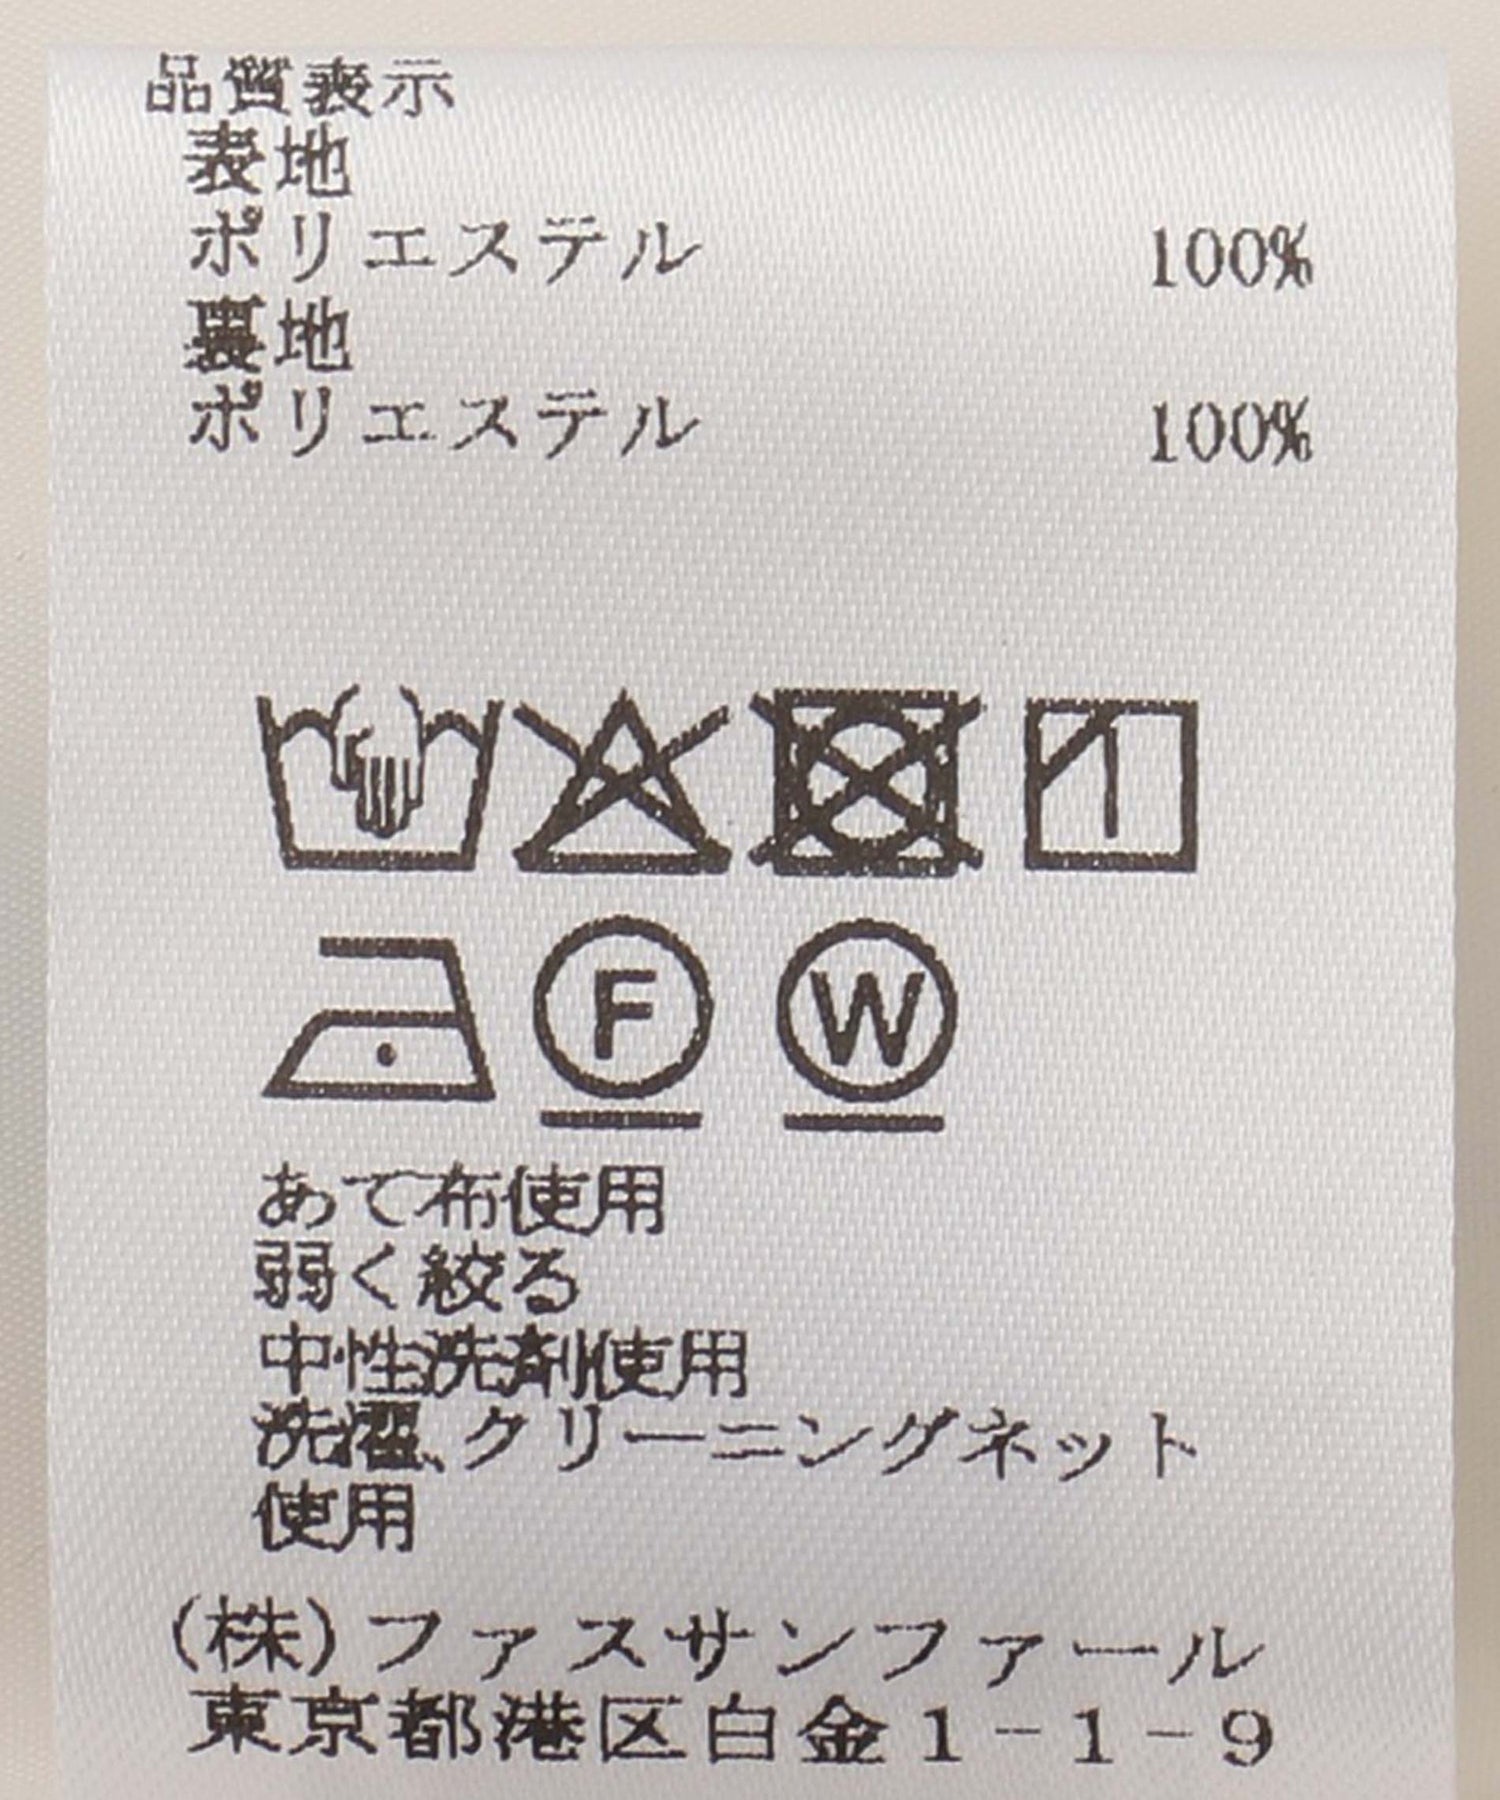 品質表示
表地
ポリエステル 100%
裏地
ポリエステル 100%
F W
あて布使用
弱く絞る
中性洗剤使用
洗濯、クリーニングネット
使用
(株)ファスサンファール
東京都港区白金1-1-9